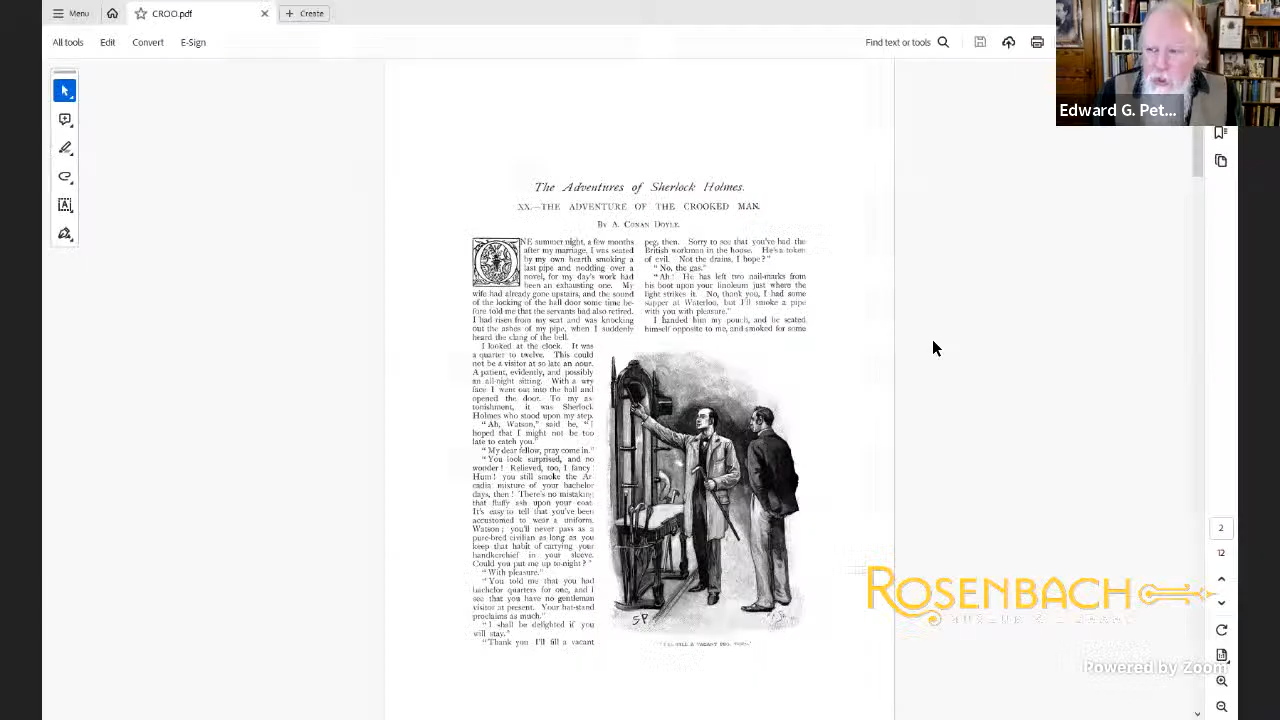 Menu
CROO.pdf
Create
All tools Edit Convert E-Sign
Find text or tools
Edward G. Pet...
The Adventures of Sherlock Holmes.
XX.—THE ADVENTURE OF THE CROOKED MAN.
BY A. CONAN DOYLE.
ONE summer night, a few months
after my marriage, I was seated
by my own hearth smoking a
last pipe and nodding over a
novel, for my day's work had
been an exhausting one. My
wife had already gone upstairs, and the sound
of the locking of the hall door some time be-
fore told me that the servants had also retired.
I had risen from my seat and was knocking
out the ashes of my pipe, when I suddenly
heard the clang of the bell.
I looked at the clock. It was
a quarter to twelve. This could
not be a visitor at so late an hour.
A patient, evidently, and possibly
an all-night sitting. With a wry
face I went out into the hall and
opened the door. To my as-
tonishment, it was Sherlock
Holmes who stood upon my step.
"Ah, Watson," said he, "I
hoped that I might not be too
late to catch you."
"My dear fellow, pray come in."
"You look surprised, and no
wonder! Relieved, too, I fancy!
Hum! you still smoke the Ar-
cadia mixture of your bachelor
days, then! There's no mistaking
that fluffy ash upon your coat.
It's easy to tell that you've been
accustomed to wear a uniform,
Watson; you'll never pass as a
pure-bred civilian as long as you
keep that habit of carrying your
handkerchief in your sleeve.
Could you put me up to-night?"
"With pleasure."
"You told me that you had
bachelor quarters for one, and I
see that you have no gentleman
visitor at present. Your hat-stand
proclaims as much."
"I shall be delighted if you
will stay."
"Thank you. I'll fill a vacant
peg, then. Sorry to see that you've had the
British workman in the house. He's a token
of evil. Not the drains, I hope?"
"No, the gas."
"Ah! He has left two nail-marks from
his boot upon your linoleum just where the
light strikes it. No, thank you, I had some
supper at Waterloo, but I'll smoke a pipe
with you with pleasure."
I handed him my pouch, and he seated
himself opposite to me, and smoked for some
SP
"I'LL FILL A VACANT PEG, THEN."
2
12
ROSENBACH
MUSEUM & LIBRARY
Powered by Zoom